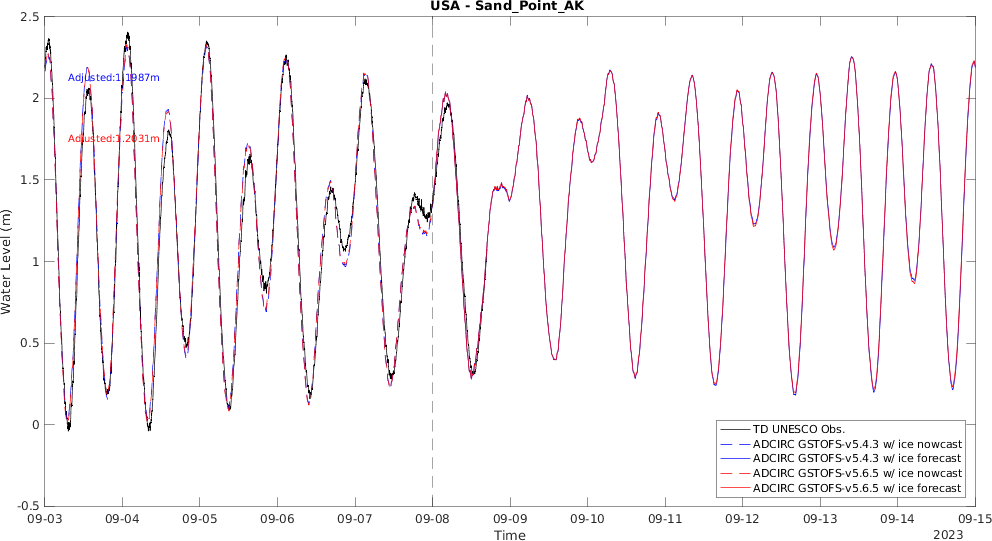 USA - Sand_Point_AK
2.5
2
1.5
1
0.5
0
-0.5
Water Level (m)
Adjusted:1.1987m
Adjusted:1.2031m
TD UNESCO Obs.
ADCIRC GSTOFS-v5.4.3 w/ ice nowcast
ADCIRC GSTOFS-v5.4.3 w/ ice forecast
ADCIRC GSTOFS-v5.6.5 w/ ice nowcast
ADCIRC GSTOFS-v5.6.5 w/ ice forecast
09-03 09-04 09-05 09-06 09-07 09-08 09-09 09-10 09-11 09-12 09-13 09-14 09-15
Time
2023